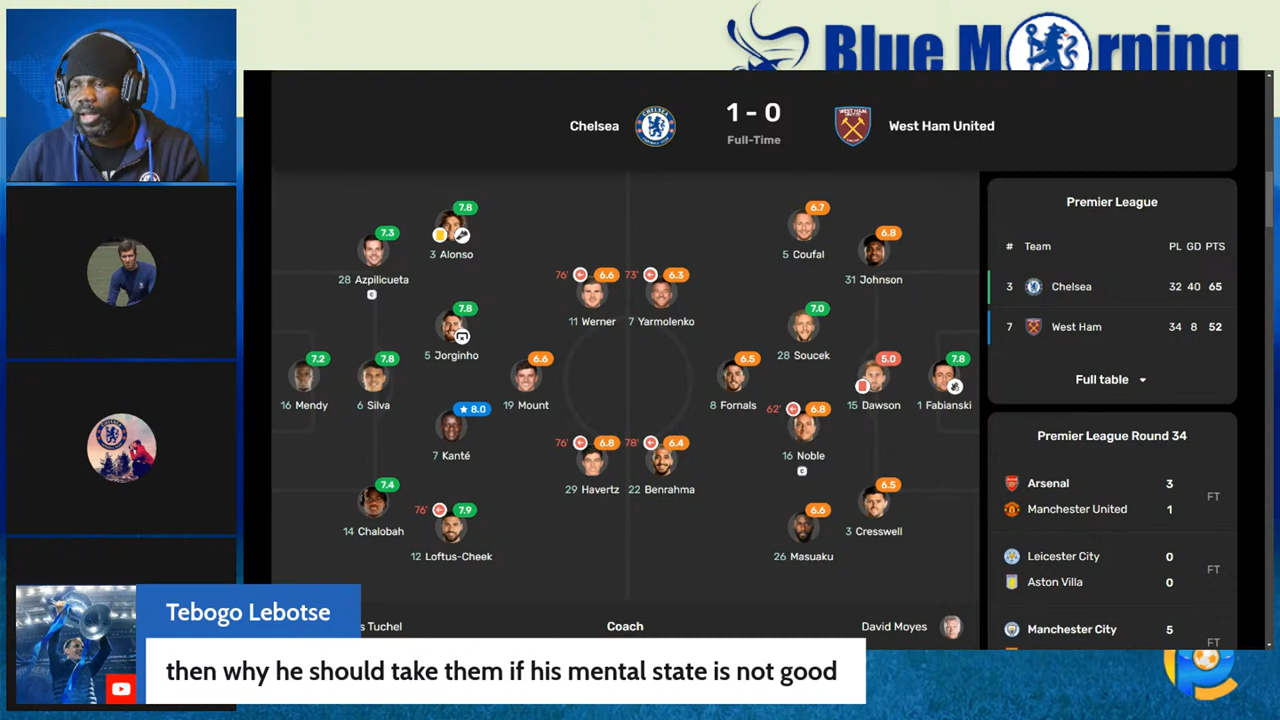 Blue M rning
Chelsea
1 - 0
Full-Time
West Ham United
7.8
3 Alonso
7.3
28 Azpilicueta
C
7.8
5 Jorginho
7.2
16 Mendy
7.8
6 Silva
8.0
7 Kanté
7.4
14 Chalobah
76'
7.9
12 Loftus-Cheek
6.6
19 Mount
76'
6.6
11 Werner
76'
6.8
29 Havertz
73'
6.3
7 Yarmolenko
78'
6.4
22 Benrahma
6.5
8 Fornals
6.7
5 Coufal
7.0
28 Soucek
62'
6.8
16 Noble
C
6.6
26 Masuaku
6.8
31 Johnson
5.0
15 Dawson
6.5
3 Cresswell
7.8
1 Fabianski
s Tuchel
Coach
David Moyes
Premier League
# Team PL GD PTS
3 Chelsea 32 40 65
7 West Ham 34 8 52
Full table
Premier League Round 34
Arsenal 3
FT
Manchester United 1
Leicester City 0
FT
Aston Villa 0
Manchester City 5
FT
Tebogo Lebotse
then why he should take them if his mental state is not good